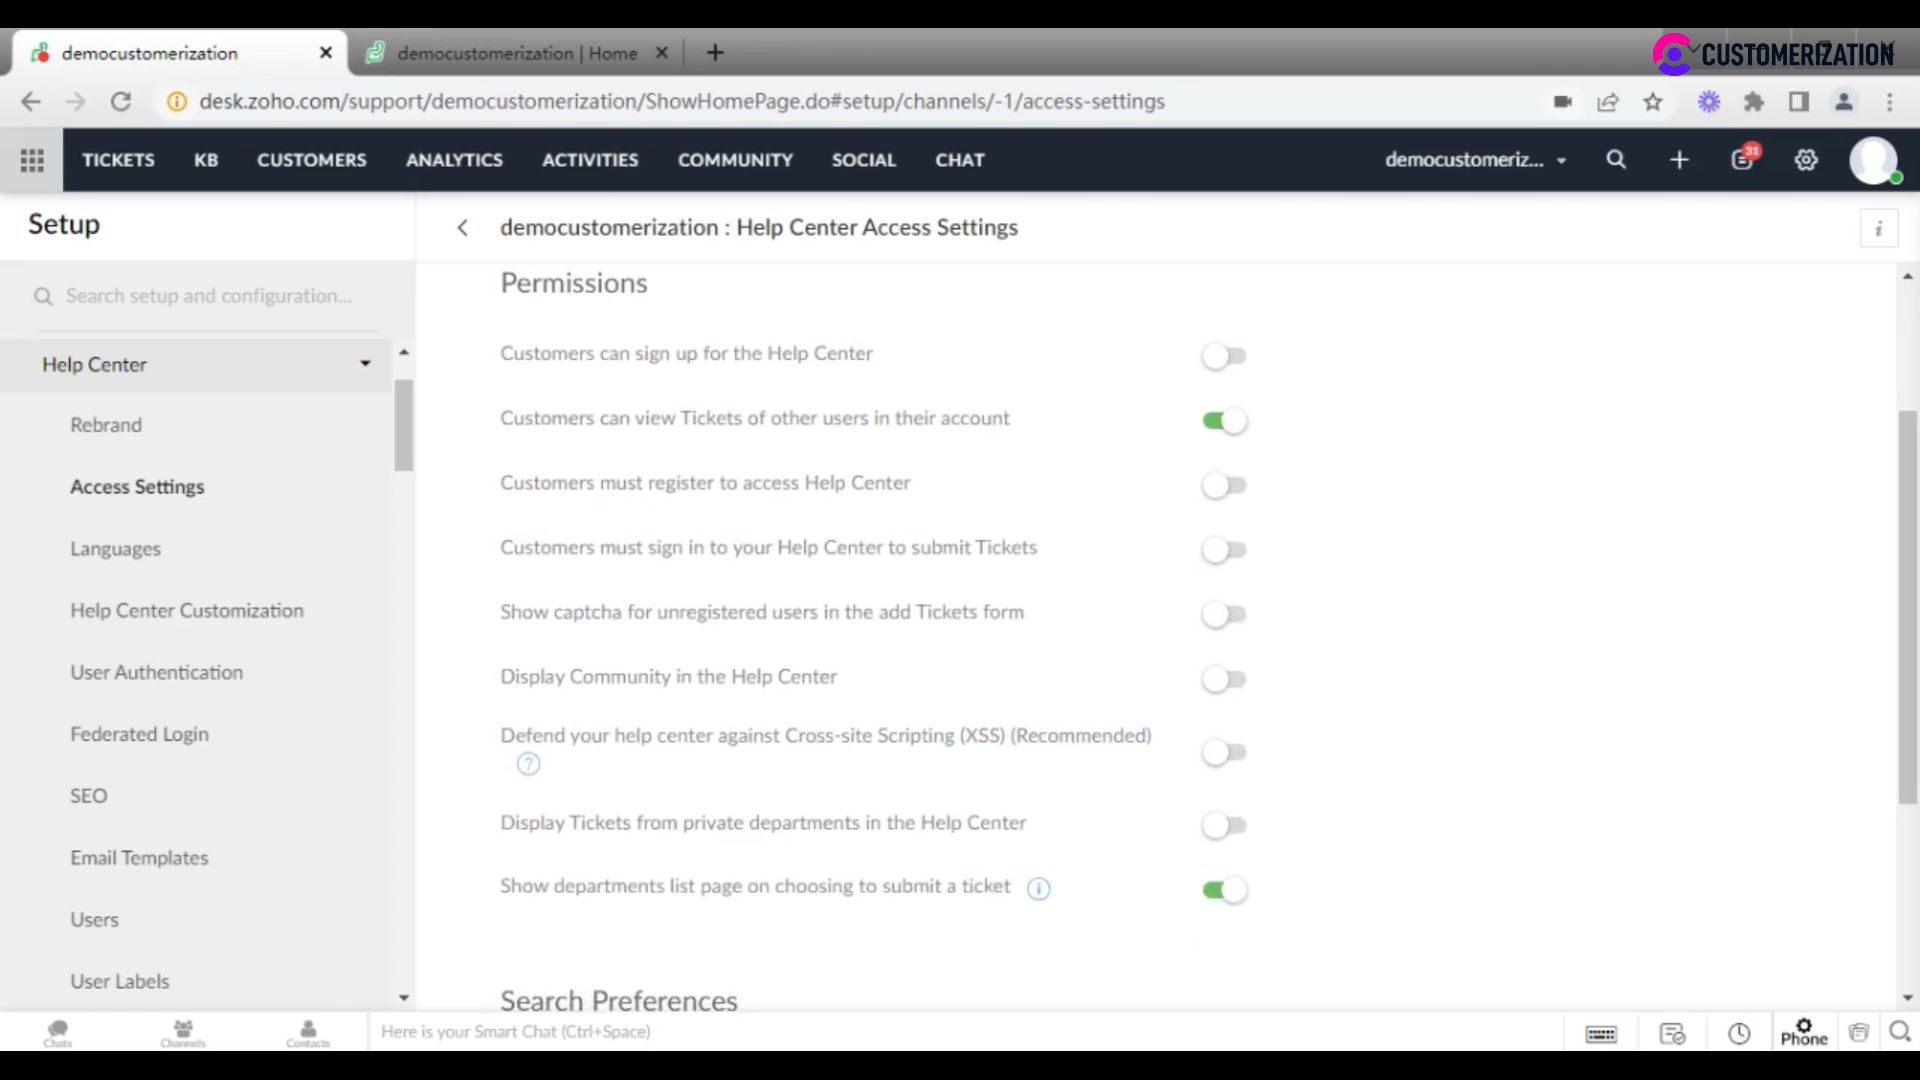 democustomerization
democustomerization | Home
CUSTOMERIZATION
desk.zoho.com/support/democustomerization/ShowHomePage.do#setup/channels/-1/access-settings
TICKETS KB CUSTOMERS ANALYTICS ACTIVITIES COMMUNITY SOCIAL CHAT democustomeriz... 31
Setup
democustomerization : Help Center Access Settings
i
Search setup and configuration...
Help Center
Rebrand
Access Settings
Languages
Help Center Customization
User Authentication
Federated Login
SEO
Email Templates
Users
User Labels
Permissions
Customers can sign up for the Help Center
Customers can view Tickets of other users in their account
Customers must register to access Help Center
Customers must sign in to your Help Center to submit Tickets
Show captcha for unregistered users in the add Tickets form
Display Community in the Help Center
Defend your help center against Cross-site Scripting (XSS) (Recommended)
?
Display Tickets from private departments in the Help Center
Show departments list page on choosing to submit a ticket i
Search Preferences
Chats Channels Contacts Here is your Smart Chat (Ctrl+Space) Phone